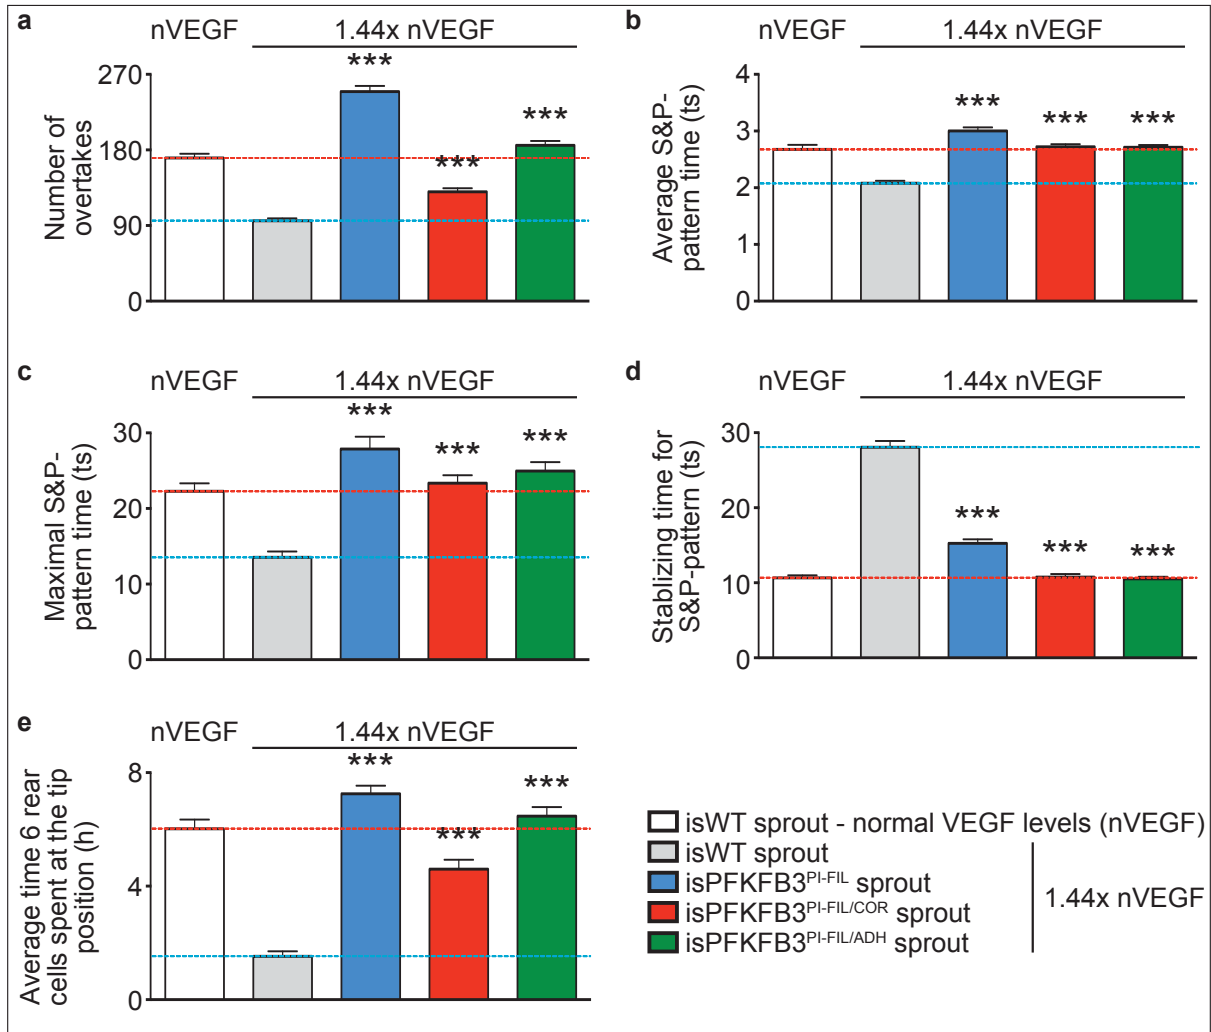 a
nVEGF 1.44x nVEGF
Number of
overtakes
270
180
90
0
***
***
***
b
nVEGF 1.44x nVEGF
Average S&P-
pattern time (ts)
4
3
2
1
0
***
***
***
c
nVEGF 1.44x nVEGF
Maximal S&P-
pattern time (ts)
30
20
10
0
***
***
***
d
nVEGF 1.44x nVEGF
Stablizing time for
S&P-pattern (ts)
30
20
10
0
***
***
***
e
nVEGF 1.44x nVEGF
Average time 6 rear
cells spent at the tip
position (h)
8
4
0
***
***
***
isWT sprout - normal VEGF levels (nVEGF)
isWT sprout
isPFKFB3PI-FIL sprout
isPFKFB3PI-FIL/COR sprout
isPFKFB3PI-FIL/ADH sprout
1.44x nVEGF